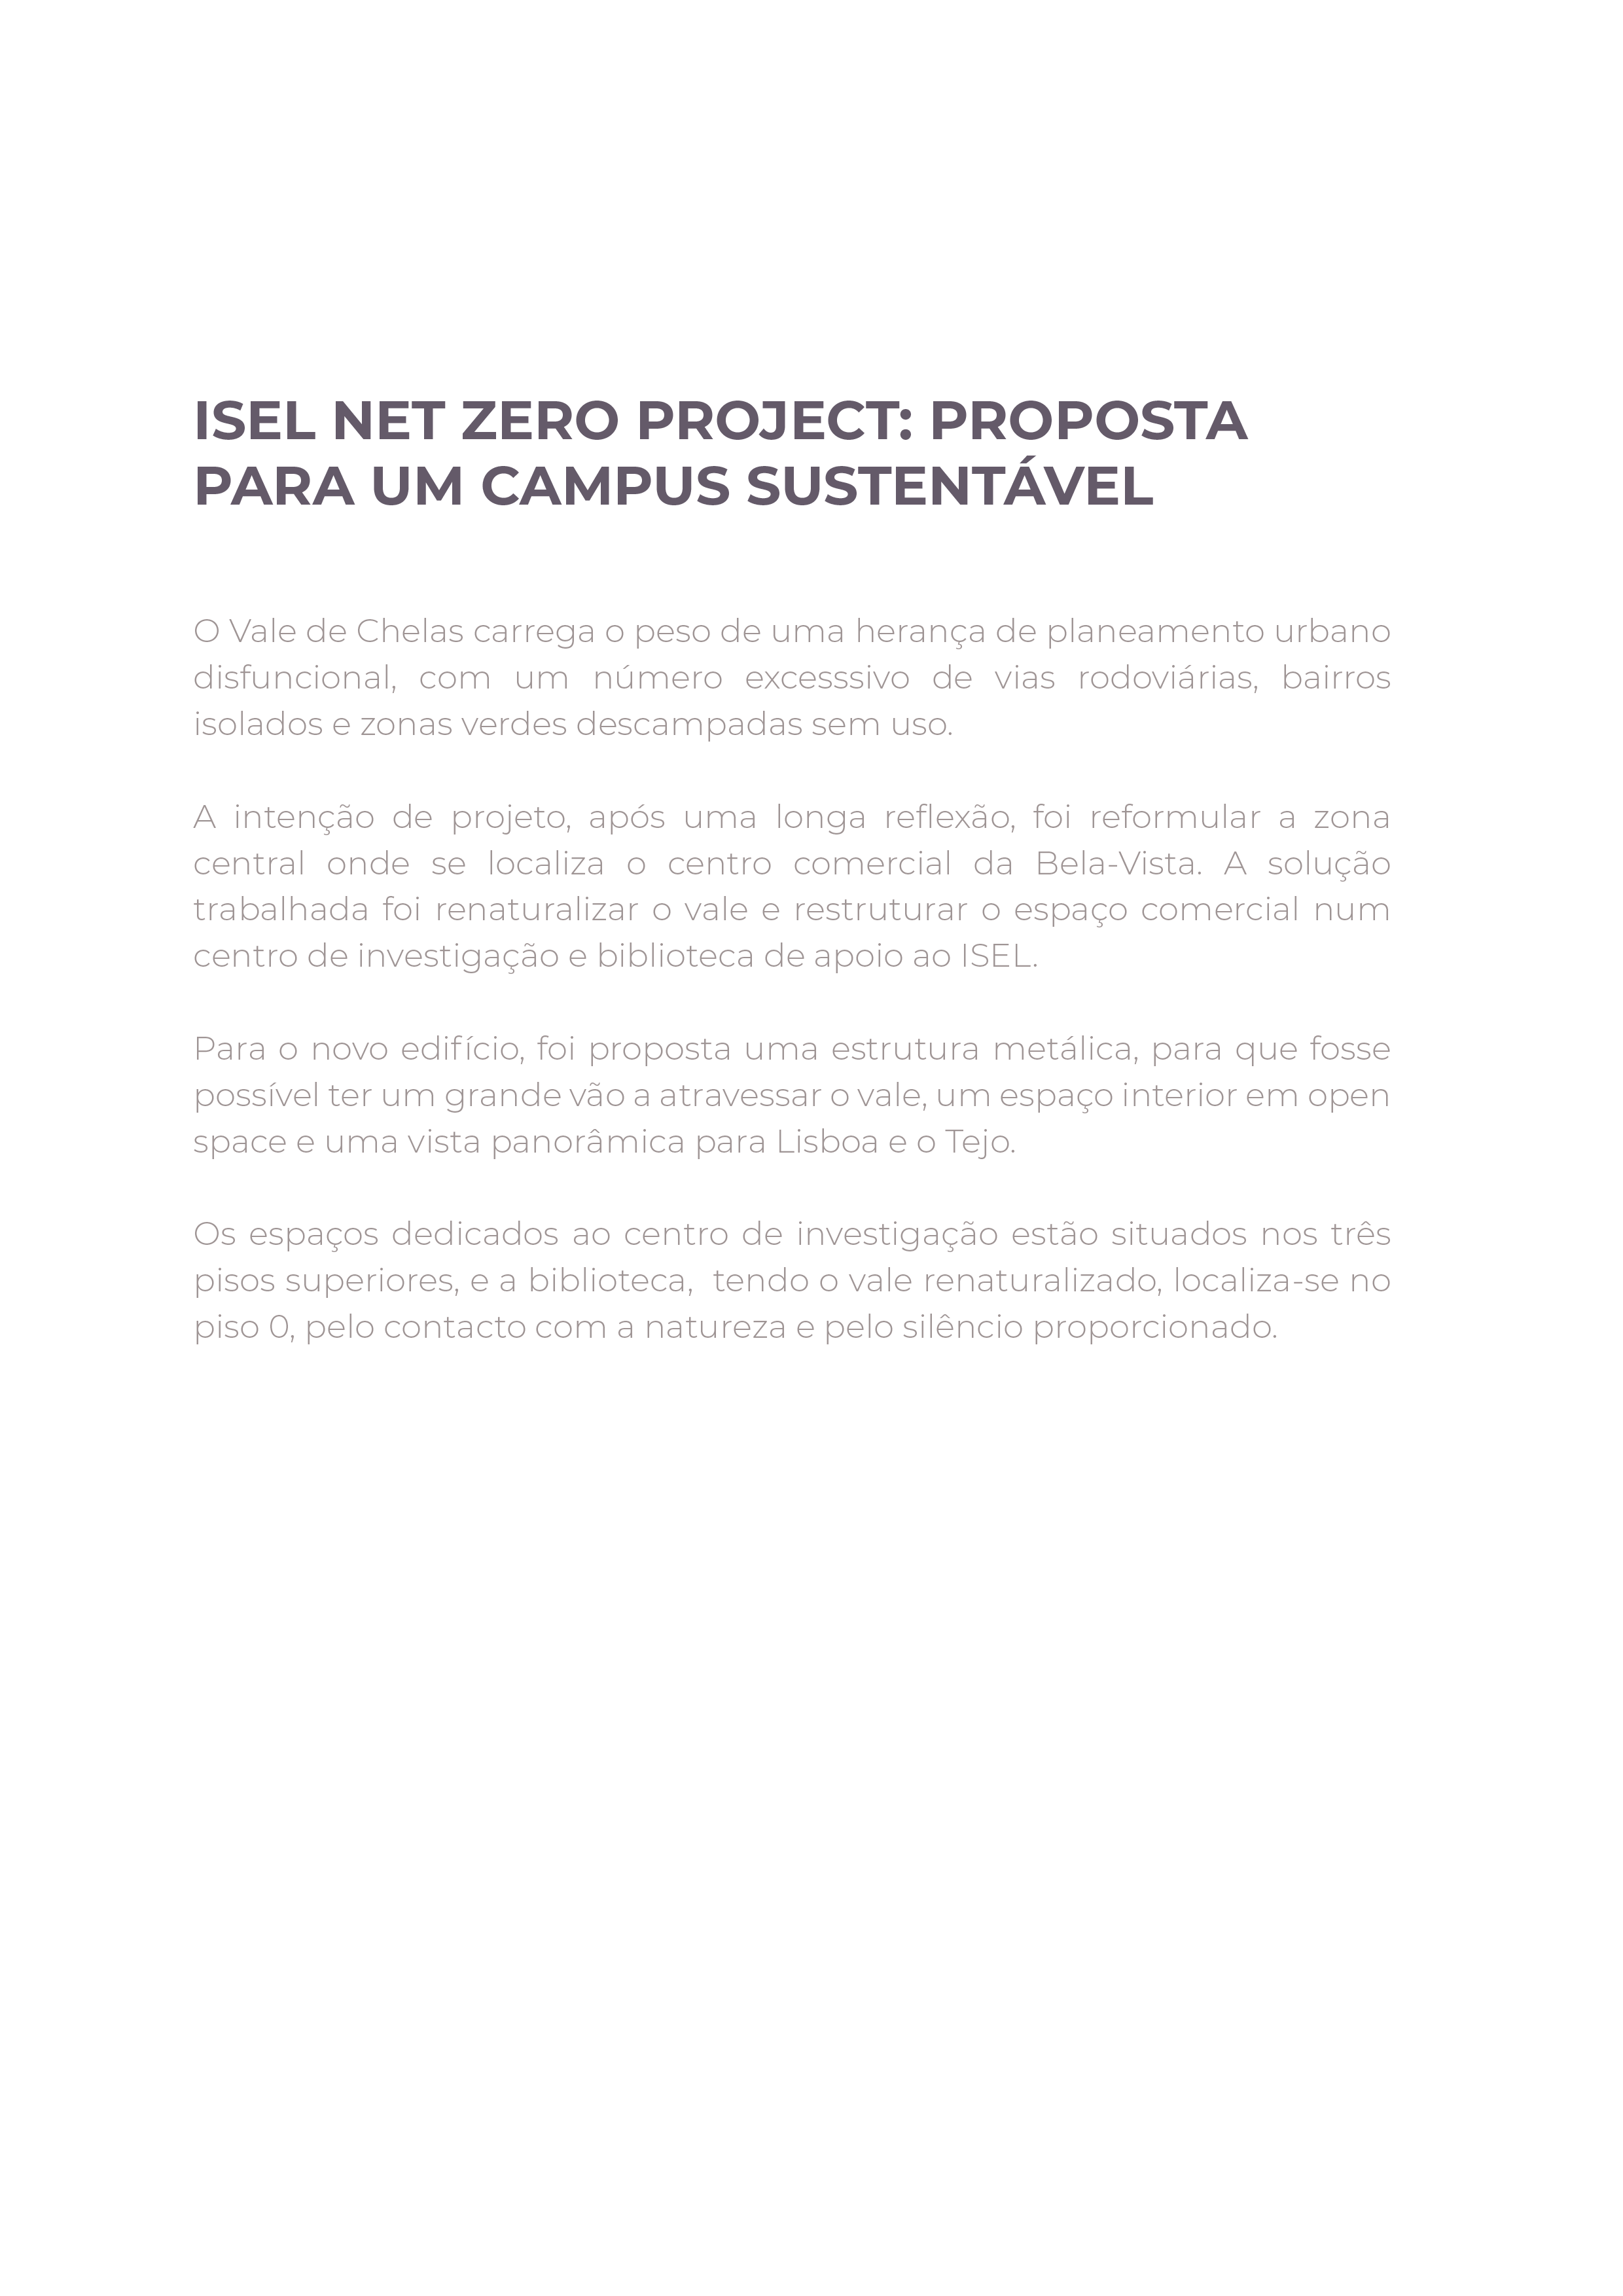 ISEL NET ZERO PROJECT: PROPOSTA
PARA UM CAMPUS SUSTENTÁVEL
O Vale de Chelas carrega o peso de uma herança de planeamento urbano
disfuncional, com um número excesssivo de vias rodoviárias, bairros
isolados e zonas verdes descampadas sem uso.
A intenção de projeto, após uma longa reflexão, foi reformular a zona
central onde se localiza o centro comercial da Bela-Vista. A solução
trabalhada foi renaturalizar o vale e restruturar o espaço comercial num
centro de investigação e biblioteca de apoio ao ISEL.
Para o novo edifício, foi proposta uma estrutura metálica, para que fosse
possível ter um grande vão a atravessar o vale, um espaço interior em open
space e uma vista panorâmica para Lisboa e o Tejo.
Os espaços dedicados ao centro de investigação estão situados nos três
pisos superiores, e a biblioteca,  tendo o vale renaturalizado, localiza-se no
piso 0, pelo contacto com a natureza e pelo silêncio proporcionado.